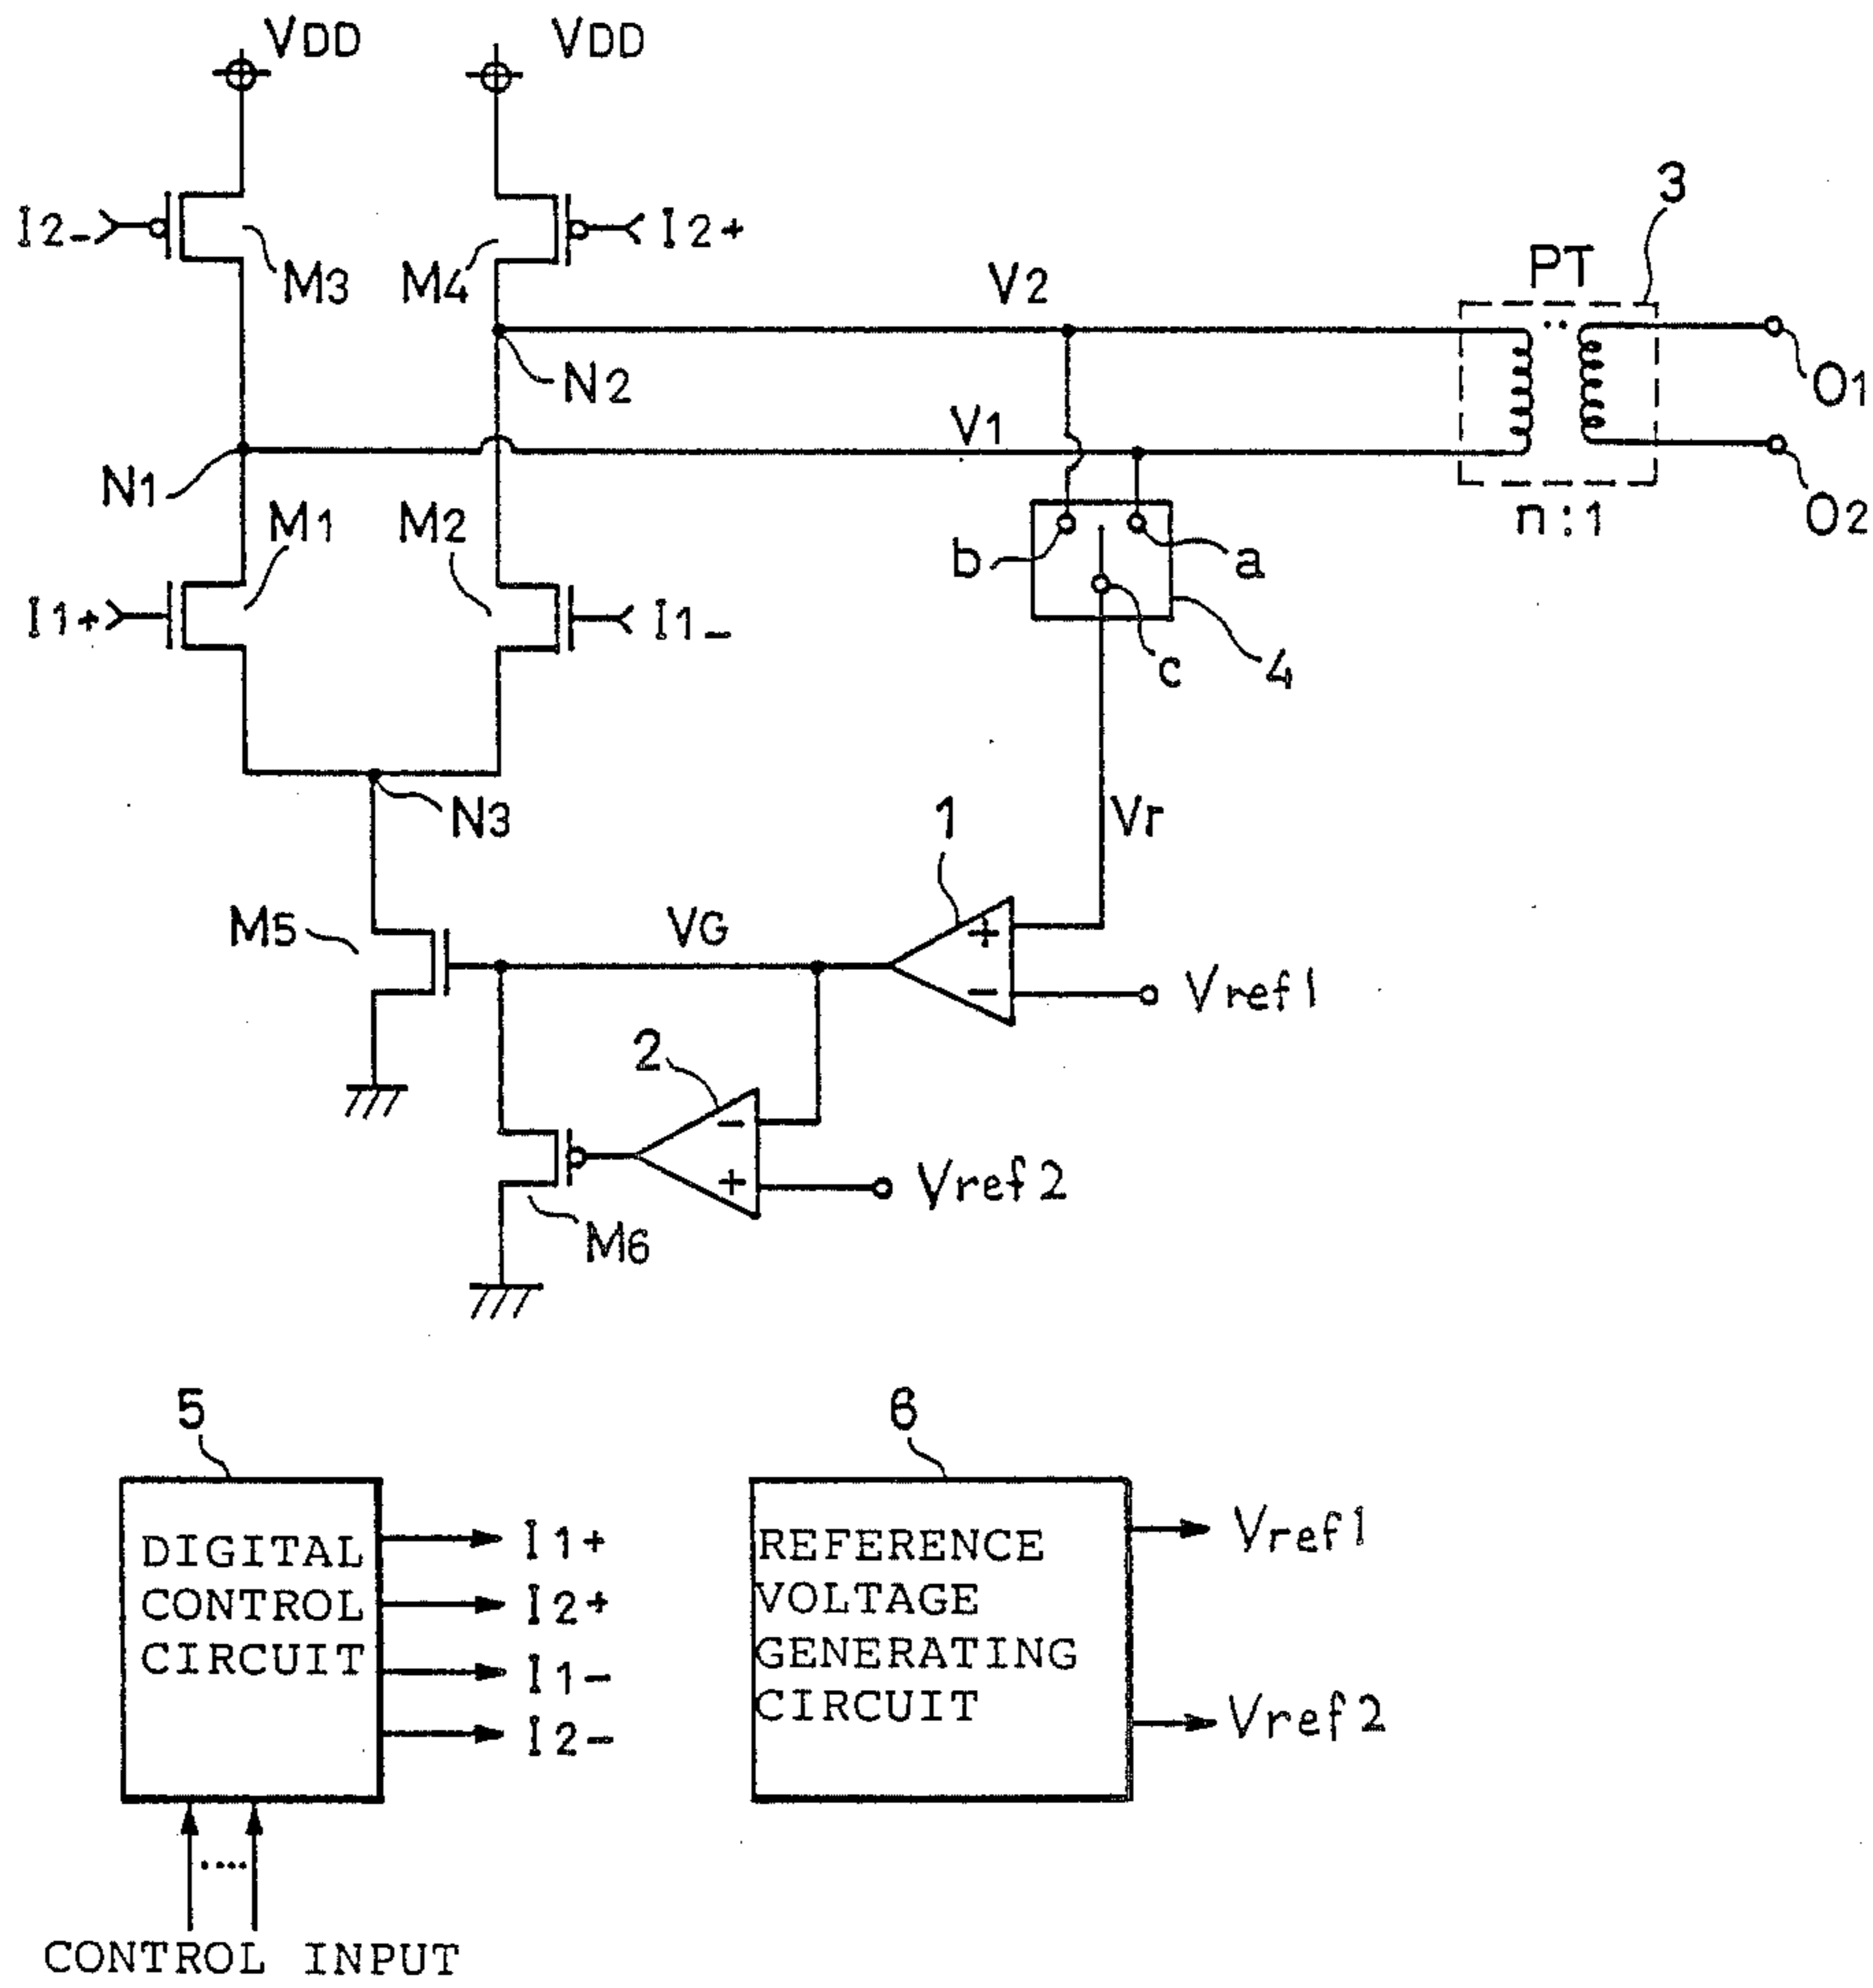 VDD VDD
3
I2- I2+
M3 M4
PT
V2
N2
O1
V1
N1
O2
n:1
M1 M2
b a
I1+ I1-
c 4
N3
1 Vr
M5 VG
+
-
Vref1
2
-
+
Vref2
M6
5 6
DIGITAL
CONTROL
CIRCUIT
I1+
I2+
I1-
I2-
REFERENCE
VOLTAGE
GENERATING
CIRCUIT
Vref1
Vref2
CONTROL INPUT